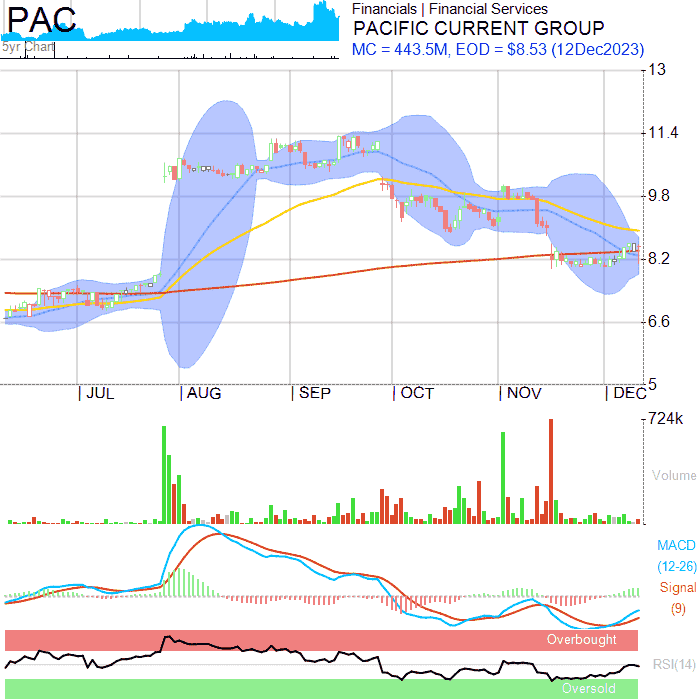 PAC
5yr Chart
Financials | Financial Services
PACIFIC CURRENT GROUP
MC = 443.5M, EOD = $8.53 (12Dec2023)
13
11.4
9.8
8.2
6.6
5
JUL AUG SEP OCT NOV DEC
724k
Volume
MACD
(12-26)
Signal
(9)
Overbought
RSI(14)
Oversold